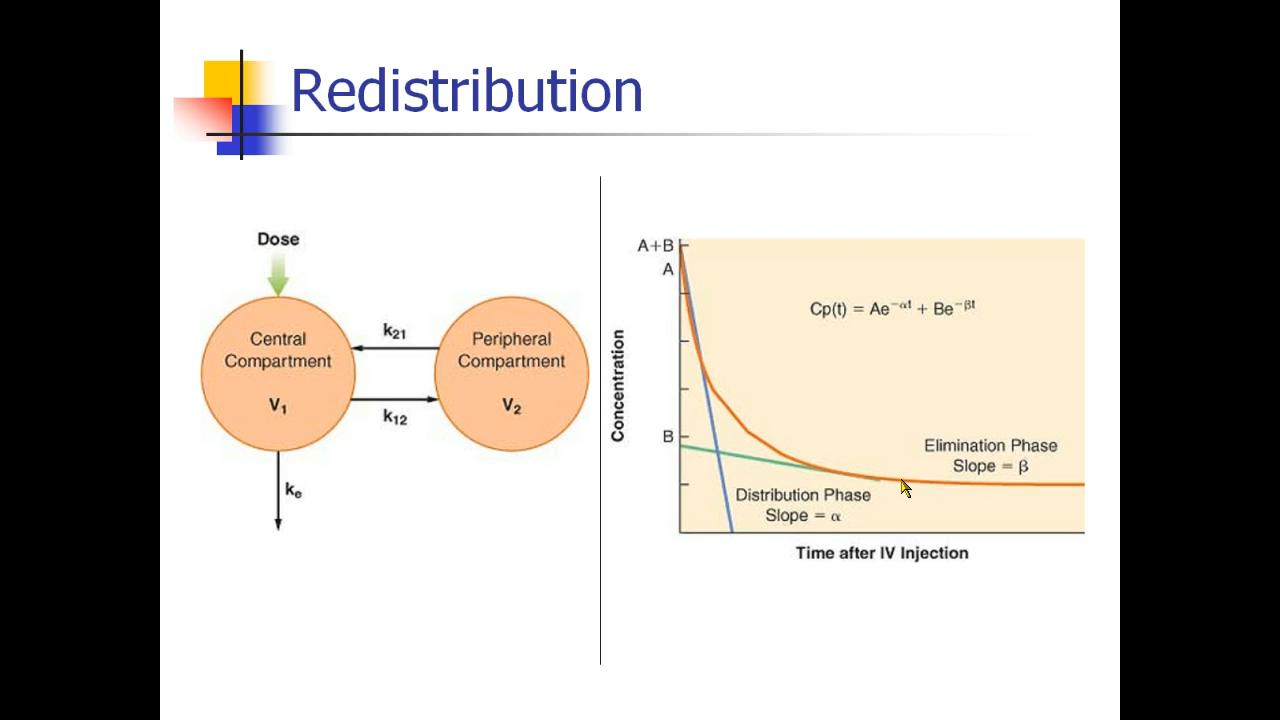 Redistribution
Dose
Central
Compartment
V₁
k₂₁
k₁₂
Peripheral
Compartment
V₂
kₑ
A+B
A
B
Concentration
Cp(t) = Ae⁻ᵅᵗ + Be⁻ᵝᵗ
Elimination Phase
Slope = β
Distribution Phase
Slope = α
Time after IV Injection